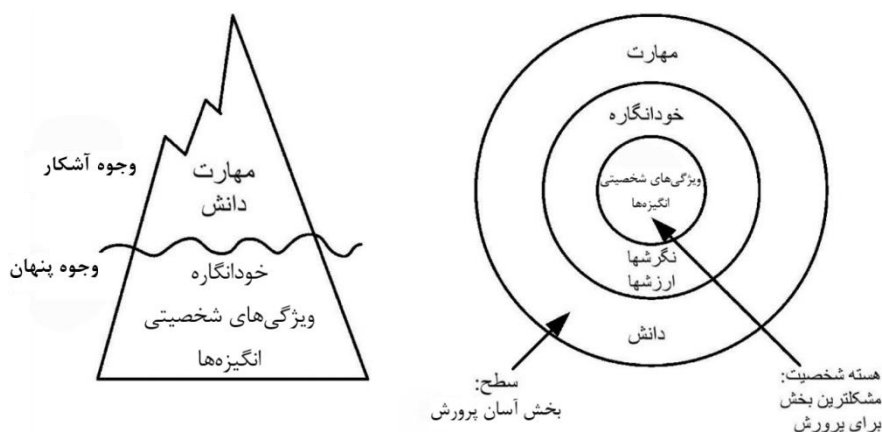 وجوه آشکار
مهارت
دانش
وجوه پنهان
خودانگاره
ویژگی‌های شخصیتی
انگیزه‌ها
مهارت
خودانگاره
ویژگی‌های شخصیتی
انگیزه‌ها
نگرشها
ارزشها
دانش
سطح:
بخش آسان پرورش
هسته شخصیت:
مشکلترین بخش
برای پرورش